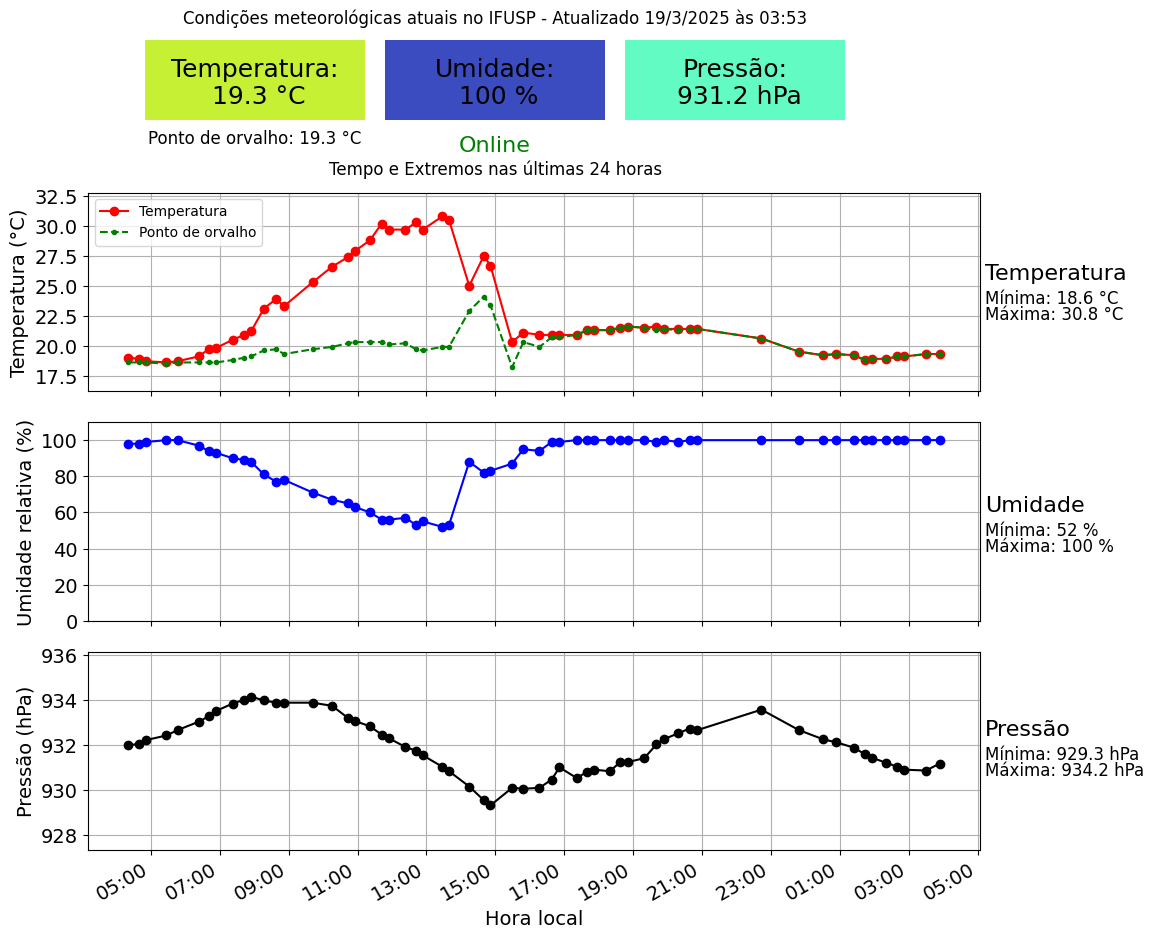 Condições meteorológicas atuais no IFUSP - Atualizado 19/3/2025 às 03:53
Temperatura:
19.3 °C
Umidade:
100 %
Pressão:
931.2 hPa
Ponto de orvalho: 19.3 °C
Online
Tempo e Extremos nas últimas 24 horas
Temperatura (°C)
32.5
30.0
27.5
25.0
22.5
20.0
17.5
Temperatura
Ponto de orvalho
Temperatura
Mínima: 18.6 °C
Máxima: 30.8 °C
Umidade relativa (%)
100
80
60
40
20
0
Umidade
Mínima: 52 %
Máxima: 100 %
Pressão (hPa)
936
934
932
930
928
Pressão
Mínima: 929.3 hPa
Máxima: 934.2 hPa
05:00 07:00 09:00 11:00 13:00 15:00 17:00 19:00 21:00 23:00 01:00 03:00 05:00
Hora local